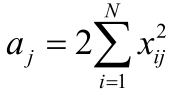 $a_j = 2\sum_{i=1}^{N} x_{ij}^2$